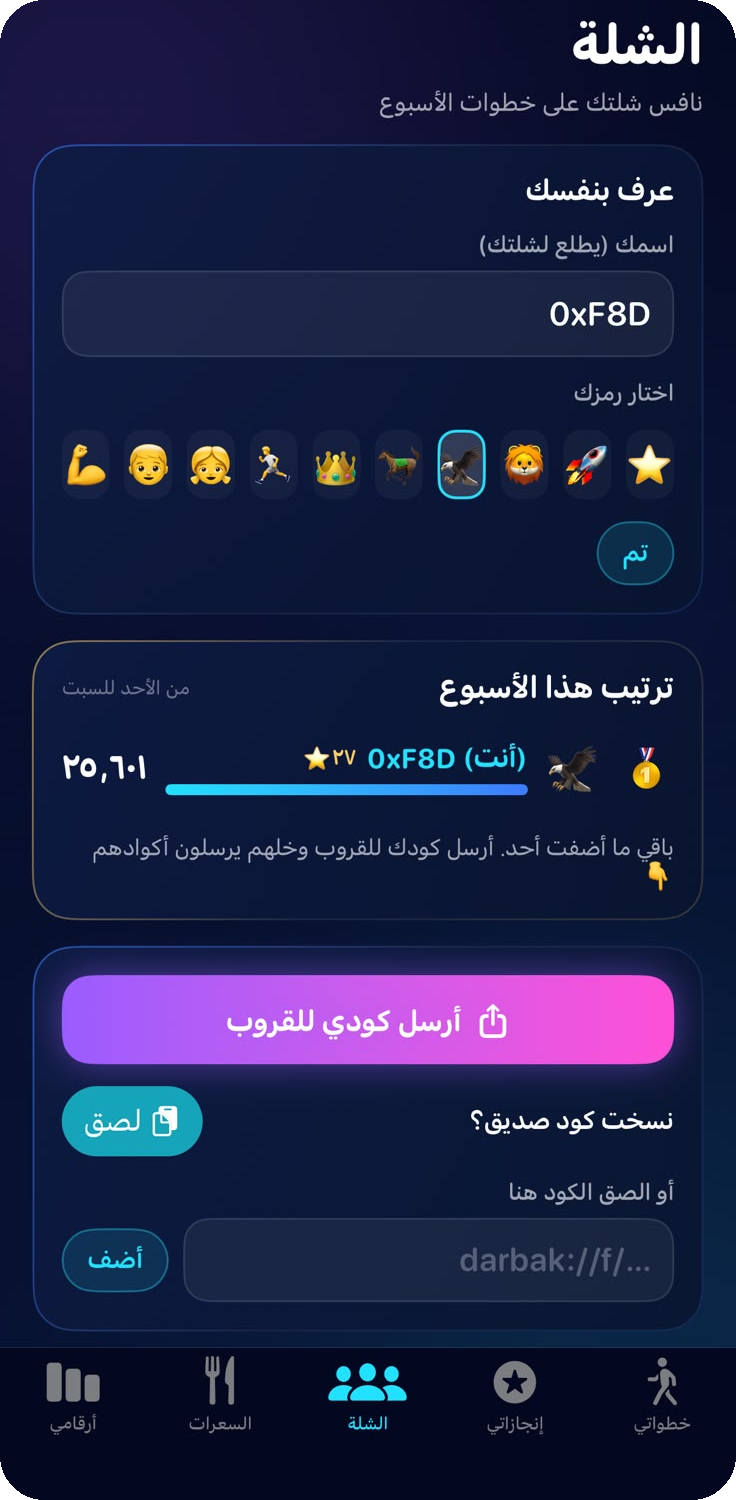 الشلة
نافس شلتك على خطوات الأسبوع
عرف بنفسك
اسمك (يطلع لشلتك)
0xF8D
اختار رمزك
تم
ترتيب هذا الأسبوع
من الأحد للسبت
0xF8D (أنت)
٢٧
٢٥,٦٠١
باقي ما أضفت أحد. أرسل كودك للقروب وخلهم يرسلون أكوادهم
أرسل كودي للقروب
نسخت كود صديق؟
لصق
أو الصق الكود هنا
darbak://f/...
أضف
خطواتي
إنجازاتي
الشلة
السعرات
أرقامي